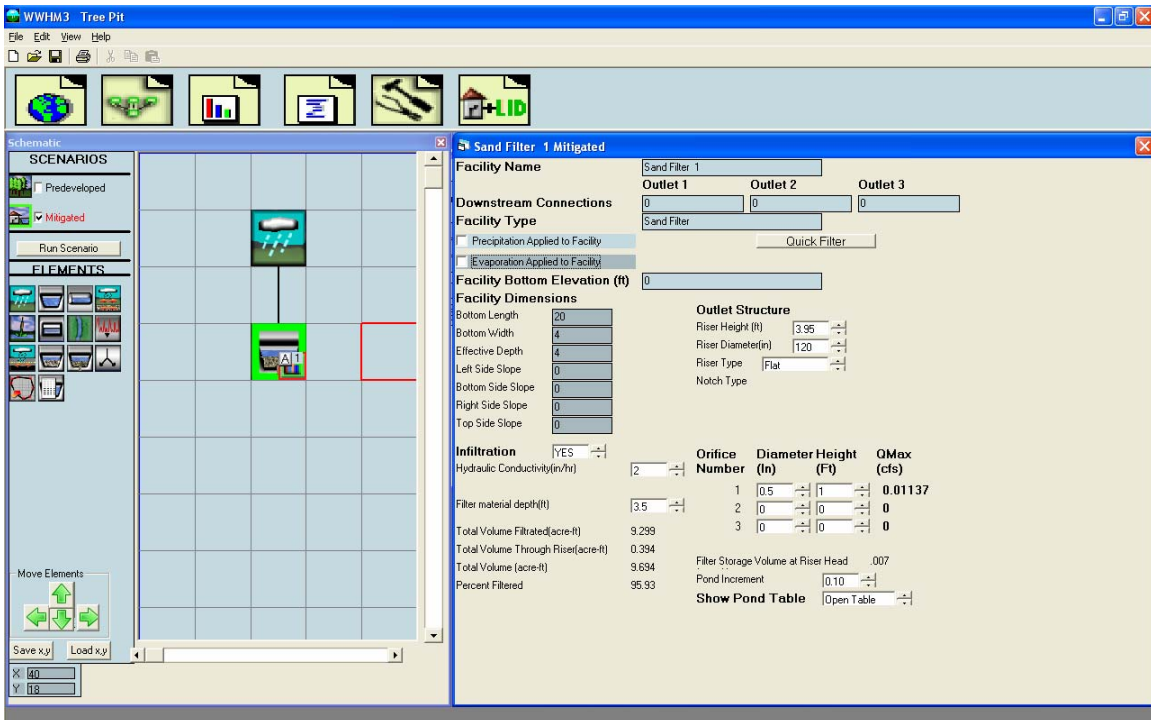 WWHM3 Tree Pit
File Edit View Help
+LID
Schematic
SCENARIOS
Predeveloped
Mitigated
Run Scenario
ELEMENTS
A 1
Move Elements
Save x,y Load x,y
X 40
Y 18
Sand Filter 1 Mitigated
Facility Name Sand Filter 1
Outlet 1 Outlet 2 Outlet 3
Downstream Connections 0 0 0
Facility Type Sand Filter
Precipitation Applied to Facility Quick Filter
Evaporation Applied to Facility
Facility Bottom Elevation (ft) 0
Facility Dimensions
Bottom Length 20
Bottom Width 4
Effective Depth 4
Left Side Slope 0
Bottom Side Slope 0
Right Side Slope 0
Top Side Slope 0
Outlet Structure
Riser Height (ft) 3.95
Riser Diameter(in) 120
Riser Type Flat
Notch Type
Infiltration YES
Hydraulic Conductivity(in/hr) 2
Filter material depth(ft) 3.5
Total Volume Filtrated(acre-ft) 9.299
Total Volume Through Riser(acre-ft) 0.394
Total Volume (acre-ft) 9.694
Percent Filtered 95.93
Orifice Diameter Height QMax
Number (In) (Ft) (cfs)
1 0.5 1 0.01137
2 0 0 0
3 0 0 0
Filter Storage Volume at Riser Head .007
Pond Increment 0.10
Show Pond Table Open Table